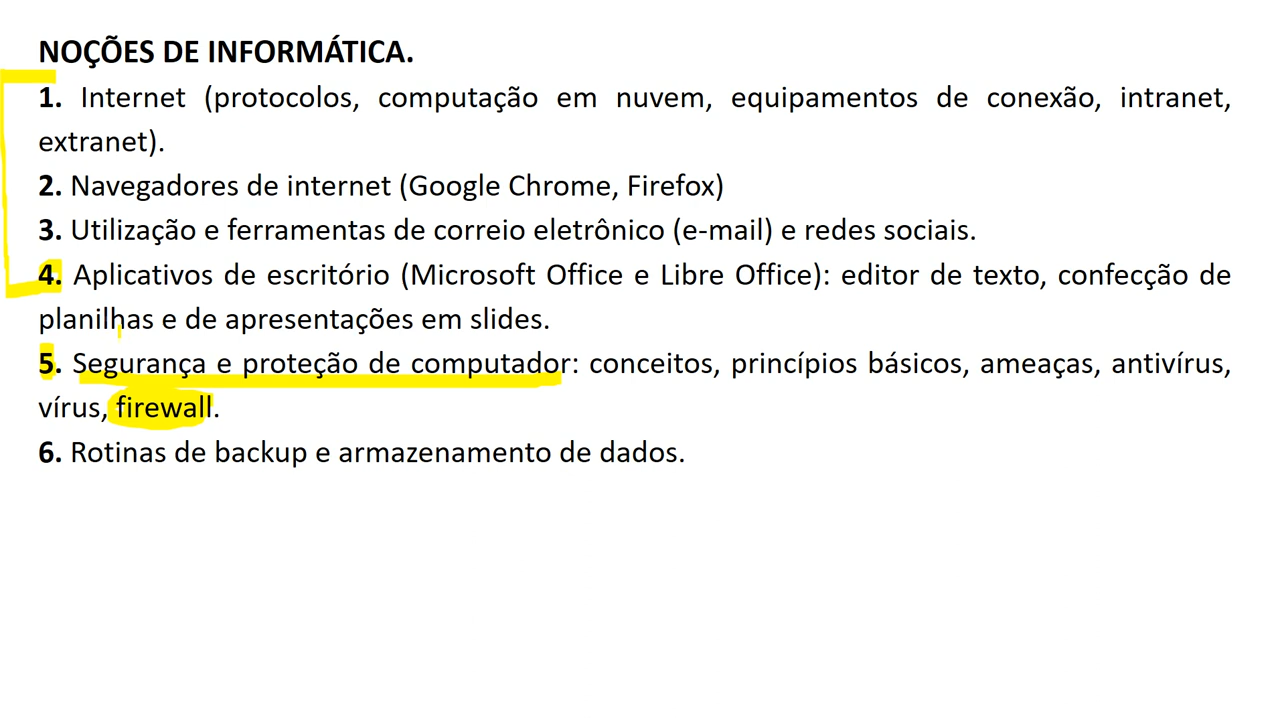 NOÇÕES DE INFORMÁTICA.
1. Internet (protocolos, computação em nuvem, equipamentos de conexão, intranet,
extranet).
2. Navegadores de internet (Google Chrome, Firefox)
3. Utilização e ferramentas de correio eletrônico (e-mail) e redes sociais.
4. Aplicativos de escritório (Microsoft Office e Libre Office): editor de texto, confecção de
planilhas e de apresentações em slides.
5. Segurança e proteção de computador: conceitos, princípios básicos, ameaças, antivírus,
vírus, firewall.
6. Rotinas de backup e armazenamento de dados.